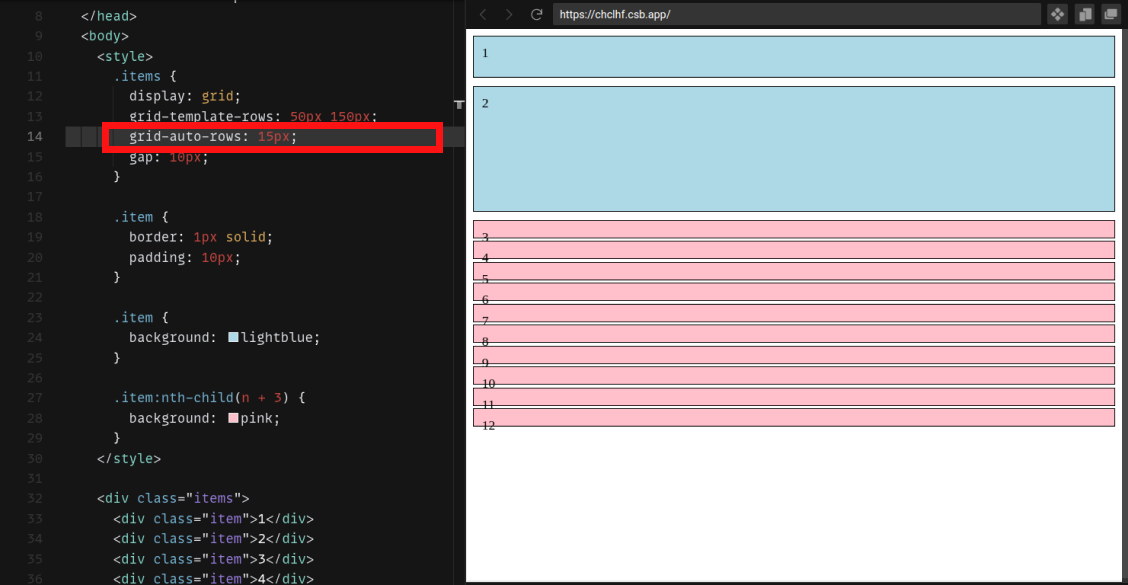 8 </head>
9 <body>
10 <style>
11 .items {
12 display: grid;
13 grid-template-rows: 50px 150px;
14 grid-auto-rows: 15px;
15 gap: 10px;
16 }
17
18 .item {
19 border: 1px solid;
20 padding: 10px;
21 }
22
23 .item {
24 background: lightblue;
25 }
26
27 .item:nth-child(n + 3) {
28 background: pink;
29 }
30 </style>
31
32 <div class="items">
33 <div class="item">1</div>
34 <div class="item">2</div>
35 <div class="item">3</div>
36 <div class="item">4</div>
https://chclhf.csb.app/
1
2
3
4
5
6
7
8
9
10
11
12